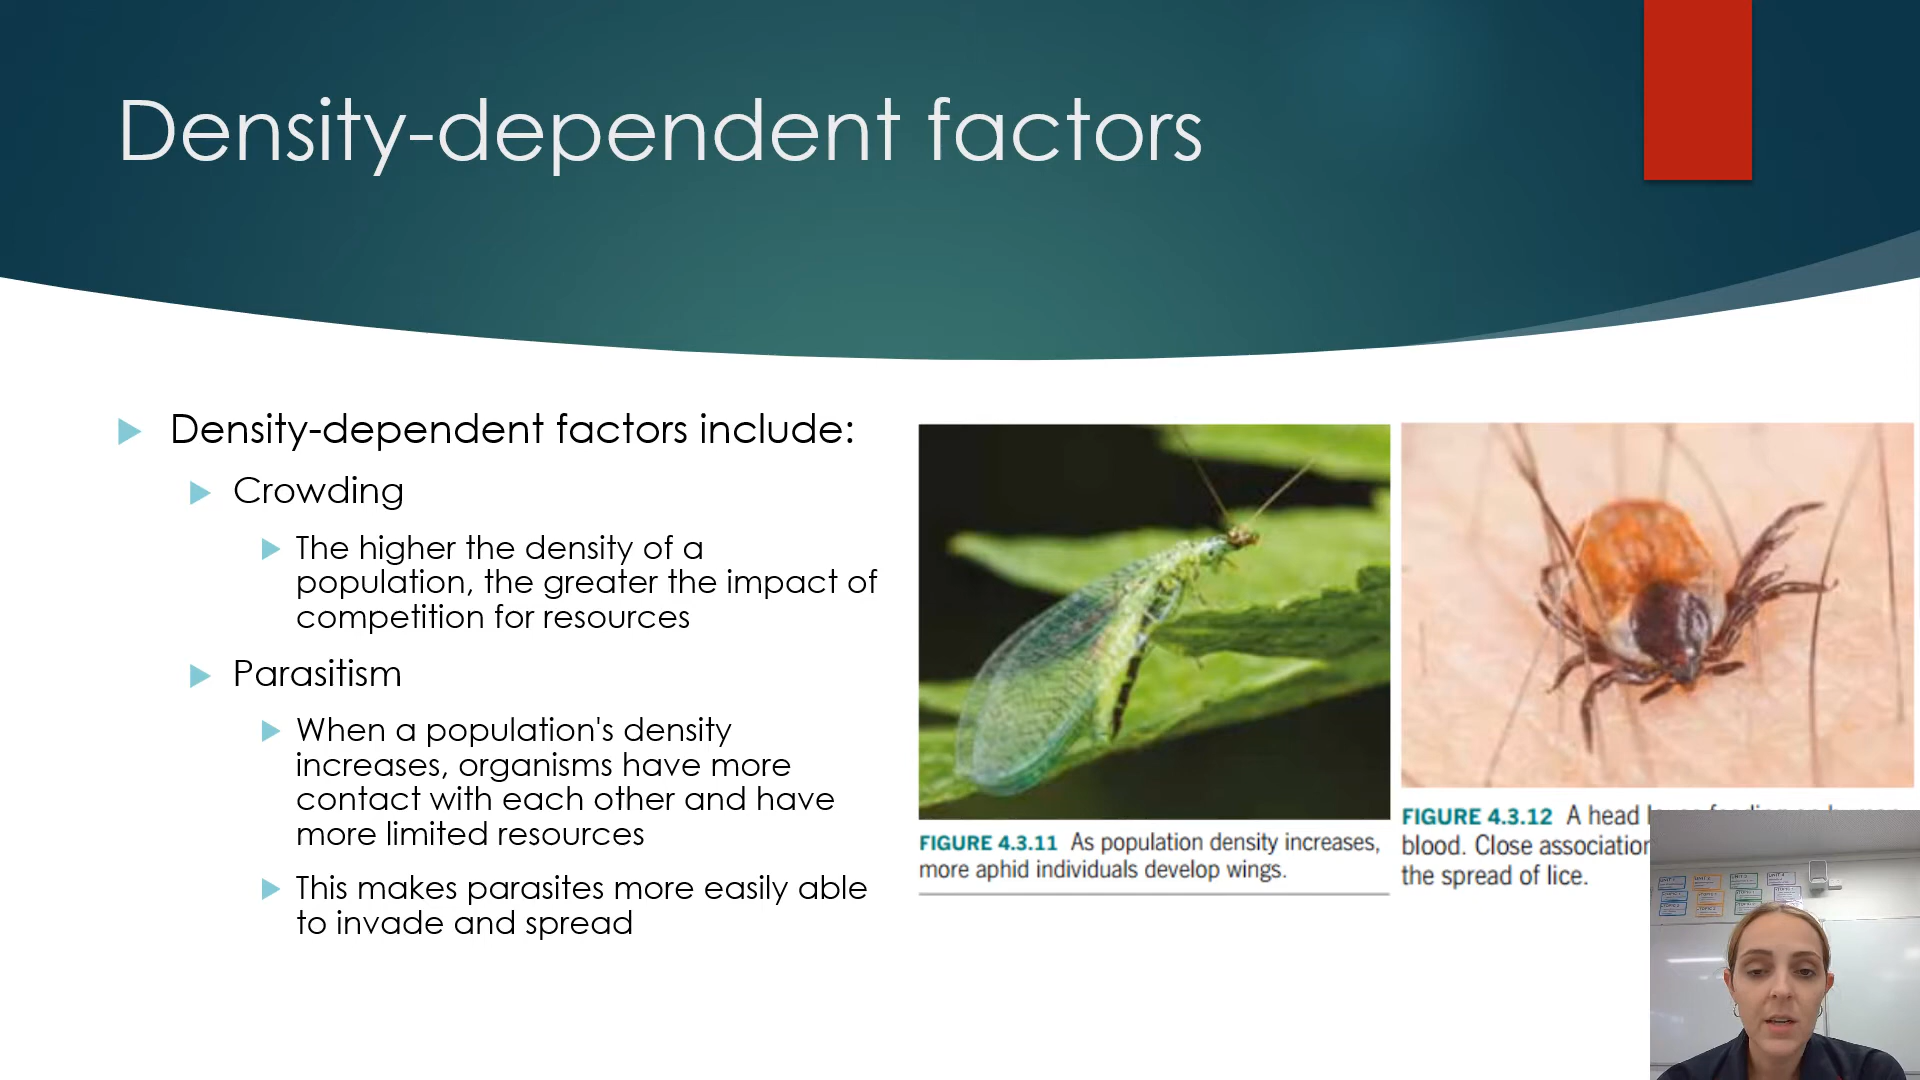 Density-dependent factors
Density-dependent factors include:
Crowding
The higher the density of a
population, the greater the impact of
competition for resources
Parasitism
When a population's density
increases, organisms have more
contact with each other and have
more limited resources
This makes parasites more easily able
to invade and spread
FIGURE 4.3.11 As population density increases,
more aphid individuals develop wings.
FIGURE 4.3.12 A head
blood. Close association
the spread of lice.